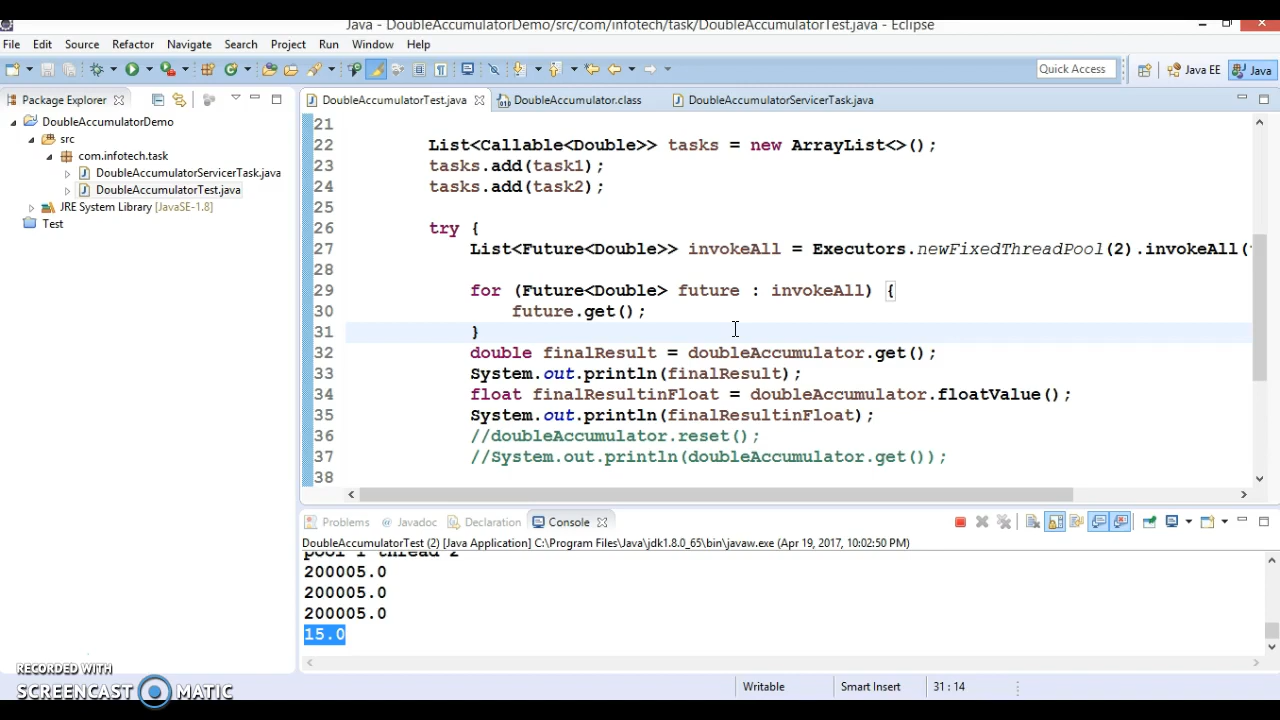 Java - DoubleAccumulatorDemo/src/com/infotech/task/DoubleAccumulatorTest.java - Eclipse
File Edit Source Refactor Navigate Search Project Run Window Help
Quick Access Java EE Java
Package Explorer
DoubleAccumulatorDemo
src
com.infotech.task
DoubleAccumulatorServicerTask.java
DoubleAccumulatorTest.java
JRE System Library [JavaSE-1.8]
Test
DoubleAccumulatorTest.java DoubleAccumulator.class DoubleAccumulatorServicerTask.java
21
22 List<Callable<Double>> tasks = new ArrayList<>();
23 tasks.add(task1);
24 tasks.add(task2);
25
26 try {
27 List<Future<Double>> invokeAll = Executors.newFixedThreadPool(2).invokeAll(
28
29 for (Future<Double> future : invokeAll) {
30 future.get();
31 }
32 double finalResult = doubleAccumulator.get();
33 System.out.println(finalResult);
34 float finalResultinFloat = doubleAccumulator.floatValue();
35 System.out.println(finalResultinFloat);
36 //doubleAccumulator.reset();
37 //System.out.println(doubleAccumulator.get());
38
Problems Javadoc Declaration Console
DoubleAccumulatorTest (2) [Java Application] C:\Program Files\Java\jdk1.8.0_65\bin\javaw.exe (Apr 19, 2017, 10:02:50 PM)
200005.0
200005.0
200005.0
15.0
Writable Smart Insert 31 : 14
RECORDED WITH
SCREENCAST MATIC